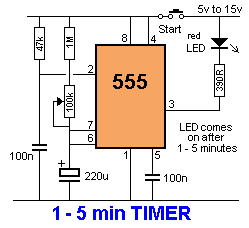 5v to 15v
Start
red
LED
47k
1M
8
4
2
555
390R
100k
3
7
6
LED comes
on after
1 - 5 minutes
100n
+
220u
1
5
100n
1 - 5 min TIMER